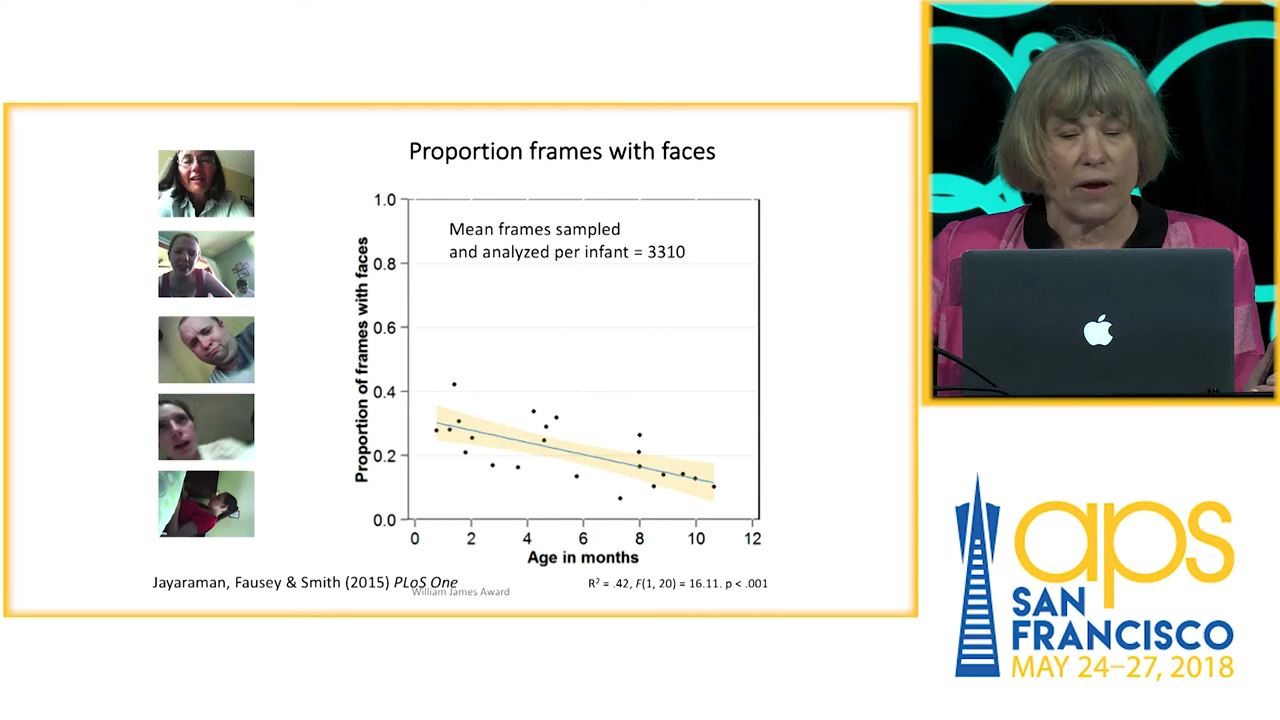 Proportion frames with faces
Mean frames sampled
and analyzed per infant = 3310
Proportion of frames with faces
1.0
0.8
0.6
0.4
0.2
0.0
0 2 4 6 8 10 12
Age in months
Jayaraman, Fausey & Smith (2015) PLoS One
R² = .42, F(1, 20) = 16.11. p < .001
William James Award
aps
SAN
FRANCISCO
MAY 24–27, 2018